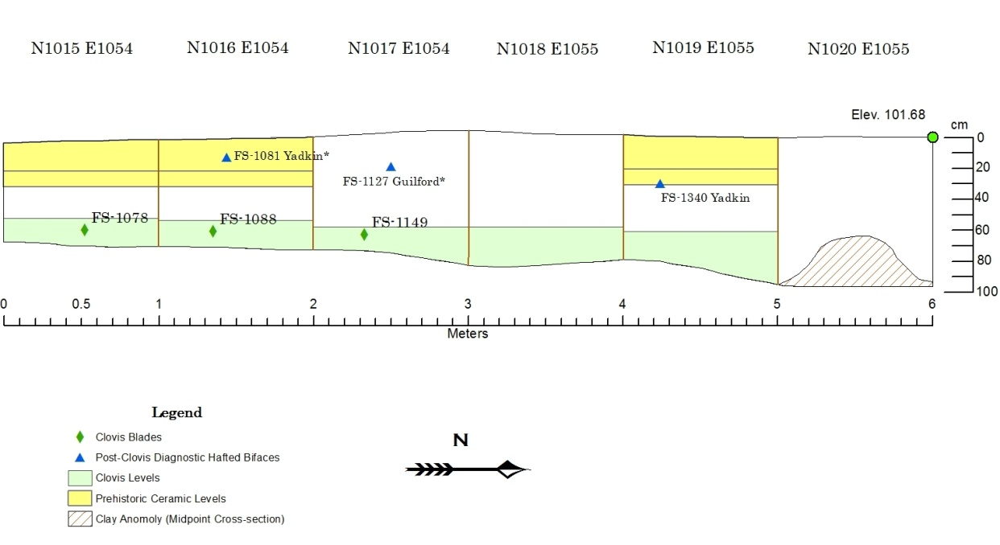 N1015 E1054 N1016 E1054 N1017 E1054 N1018 E1055 N1019 E1055 N1020 E1055
Elev. 101.68
cm
0
FS-1081 Yadkin*
20
FS-1127 Guilford*
FS-1340 Yadkin
40
FS-1078 FS-1088 FS-1149
60
80
100
0 0.5 1 2 3 4 5 6
Meters
Legend
Clovis Blades
N
Post-Clovis Diagnostic Hafted Bifaces
Clovis Levels
Prehistoric Ceramic Levels
Clay Anomoly (Midpoint Cross-section)